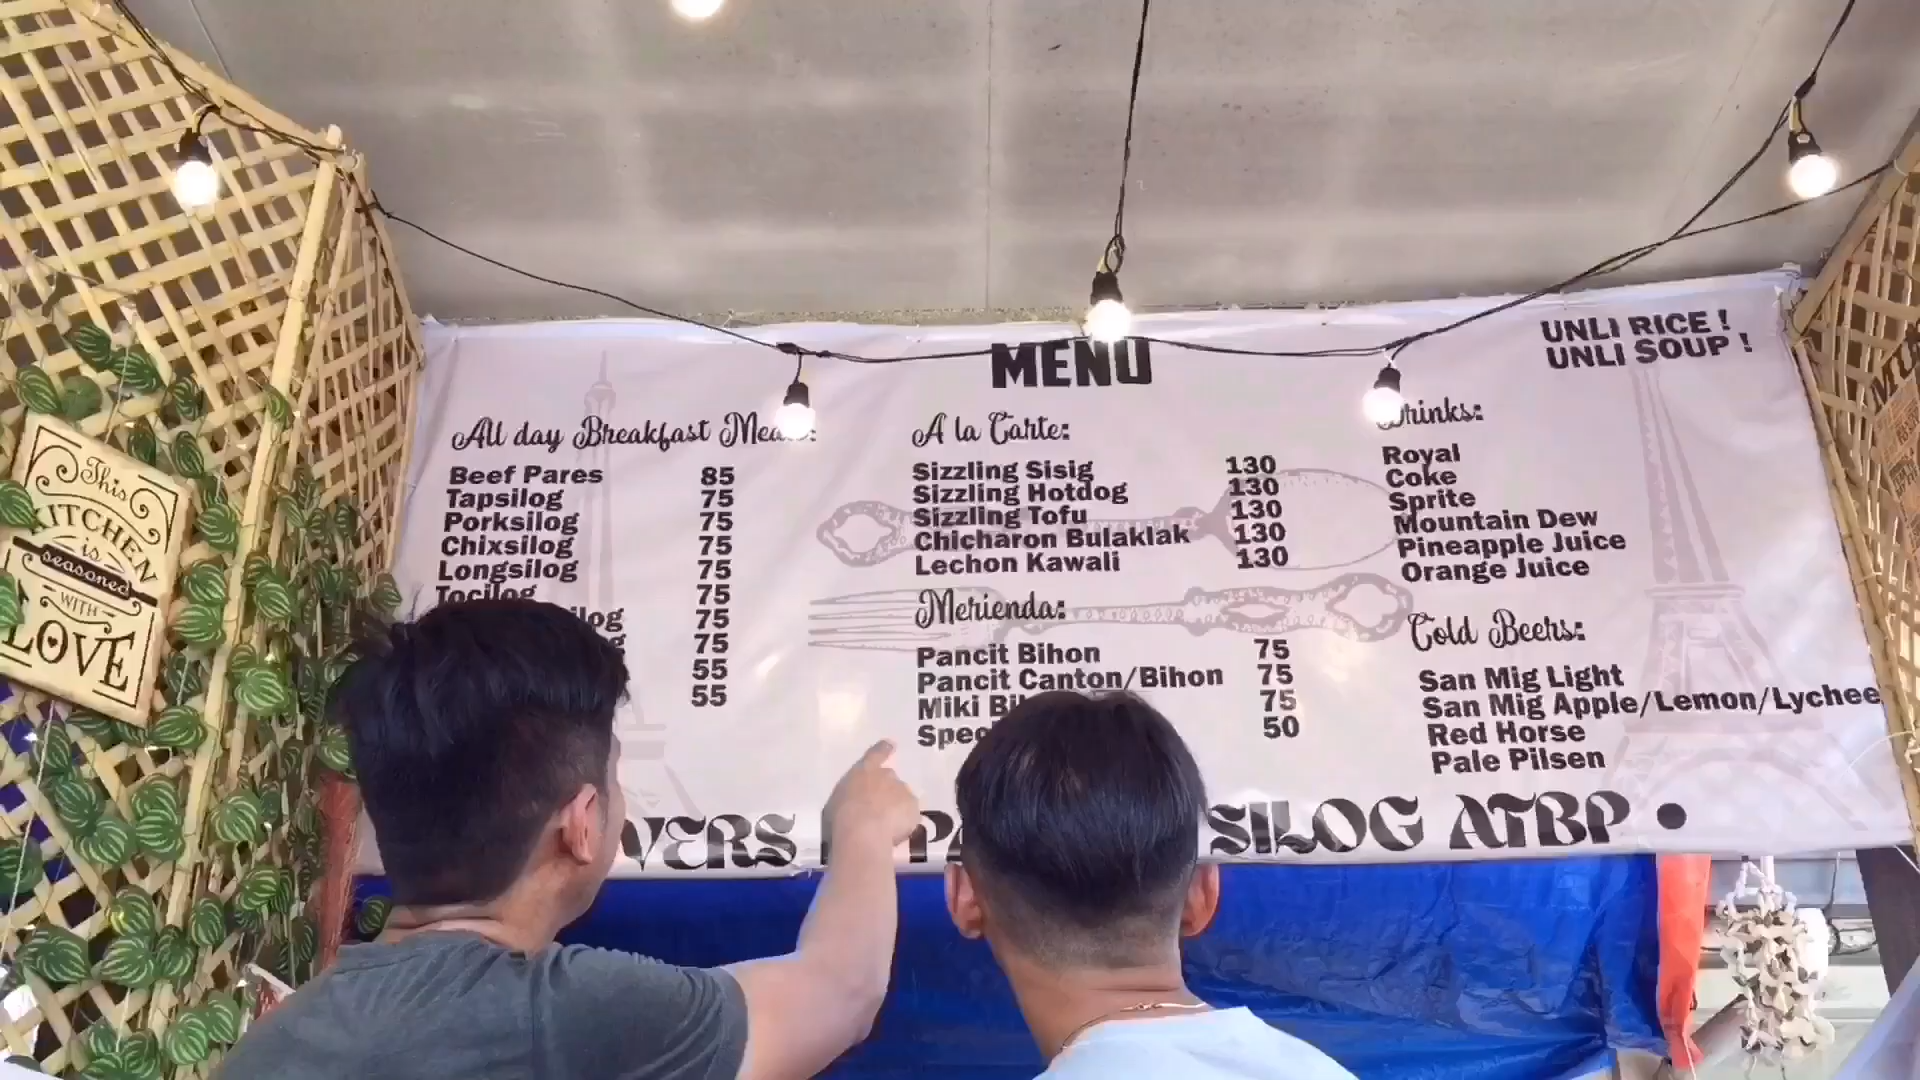 This
KITCHEN
is
seasoned
WITH
LOVE
MENU
UNLI RICE !
UNLI SOUP !
All day Breakfast
Beef Pares 85
Tapsilog 75
Porksilog 75
Chixsilog 75
Longsilog 75
Tocilog 75
75
75
55
55
A la Carte:
Sizzling Sisig 130
Sizzling Hotdog 130
Sizzling Tofu 130
Chicharon Bulaklak 130
Lechon Kawali 130
Merienda:
Pancit Bihon 75
Pancit Canton/Bihon 75
Miki 75
50
Drinks:
Royal
Coke
Sprite
Mountain Dew
Pineapple Juice
Orange Juice
Cold Beers:
San Mig Light
San Mig Apple/Lemon/Lychee
Red Horse
Pale Pilsen
SILOG ATBP •